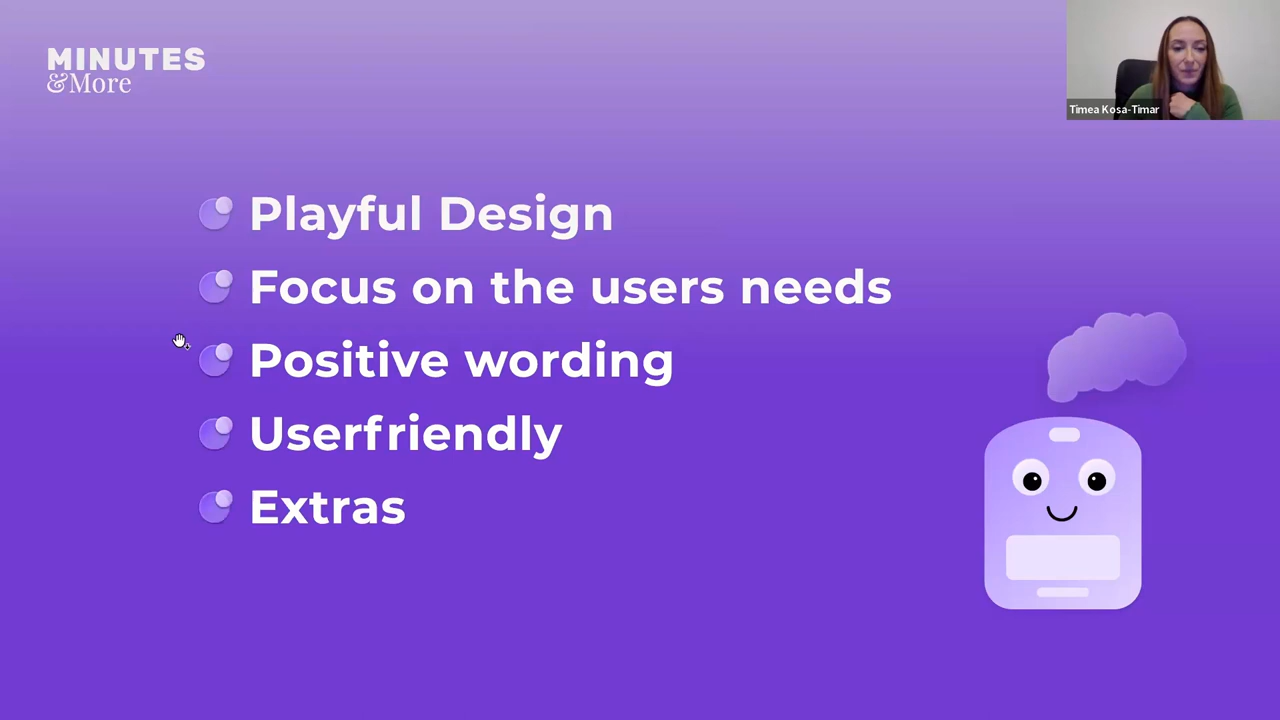 MINUTES
&More
Timea Kosa-Timar
Playful Design
Focus on the users needs
Positive wording
Userfriendly
Extras